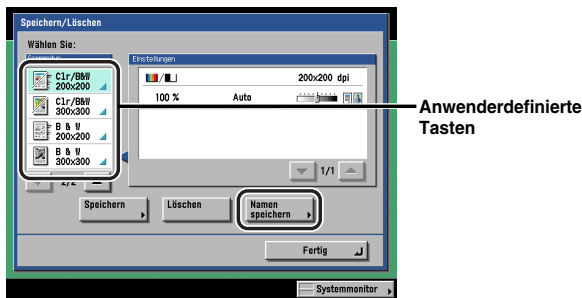 Speichern/Löschen
Wählen Sie:
Einstellungen
Clr/B&W
200x200
Clr/B&W
300x300
B & W
200x200
B & W
300x300
200x200 dpi
100 %
Auto
1/1
2/2
Anwenderdefinierte
Tasten
Speichern
Löschen
Namen
speichern
Fertig
Systemmonitor